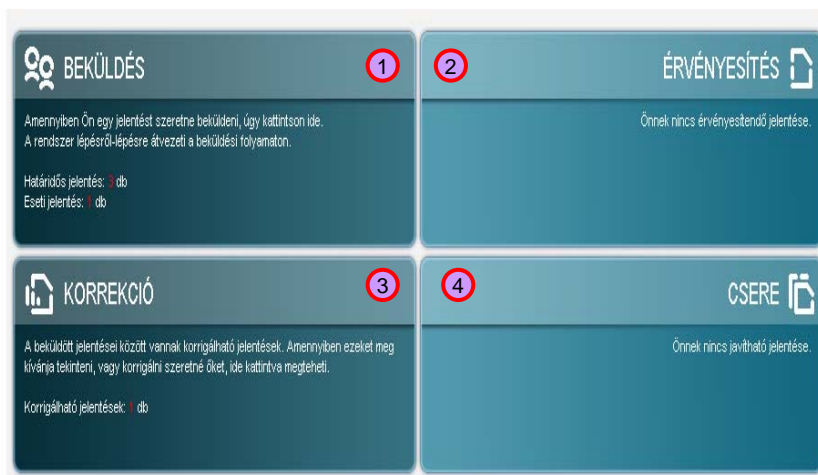 BEKÜLDÉS
1
Amennyiben Ön egy jelentést szeretne beküldeni, úgy kattintson ide.
A rendszer lépésről-lépésre átvezeti a beküldési folyamaton.
Határidős jelentés: 3 db
Eseti jelentés: 1 db
2
ÉRVÉNYESÍTÉS
Önnek nincs érvényesítendő jelentése.
KORREKCIÓ
3
A beküldött jelentései között vannak korrigálható jelentések. Amennyiben ezeket meg
kívánja tekinteni, vagy korrigálni szeretné őket, ide kattintva megteheti.
Korrigálható jelentések: 1 db
4
CSERE
Önnek nincs javítható jelentése.